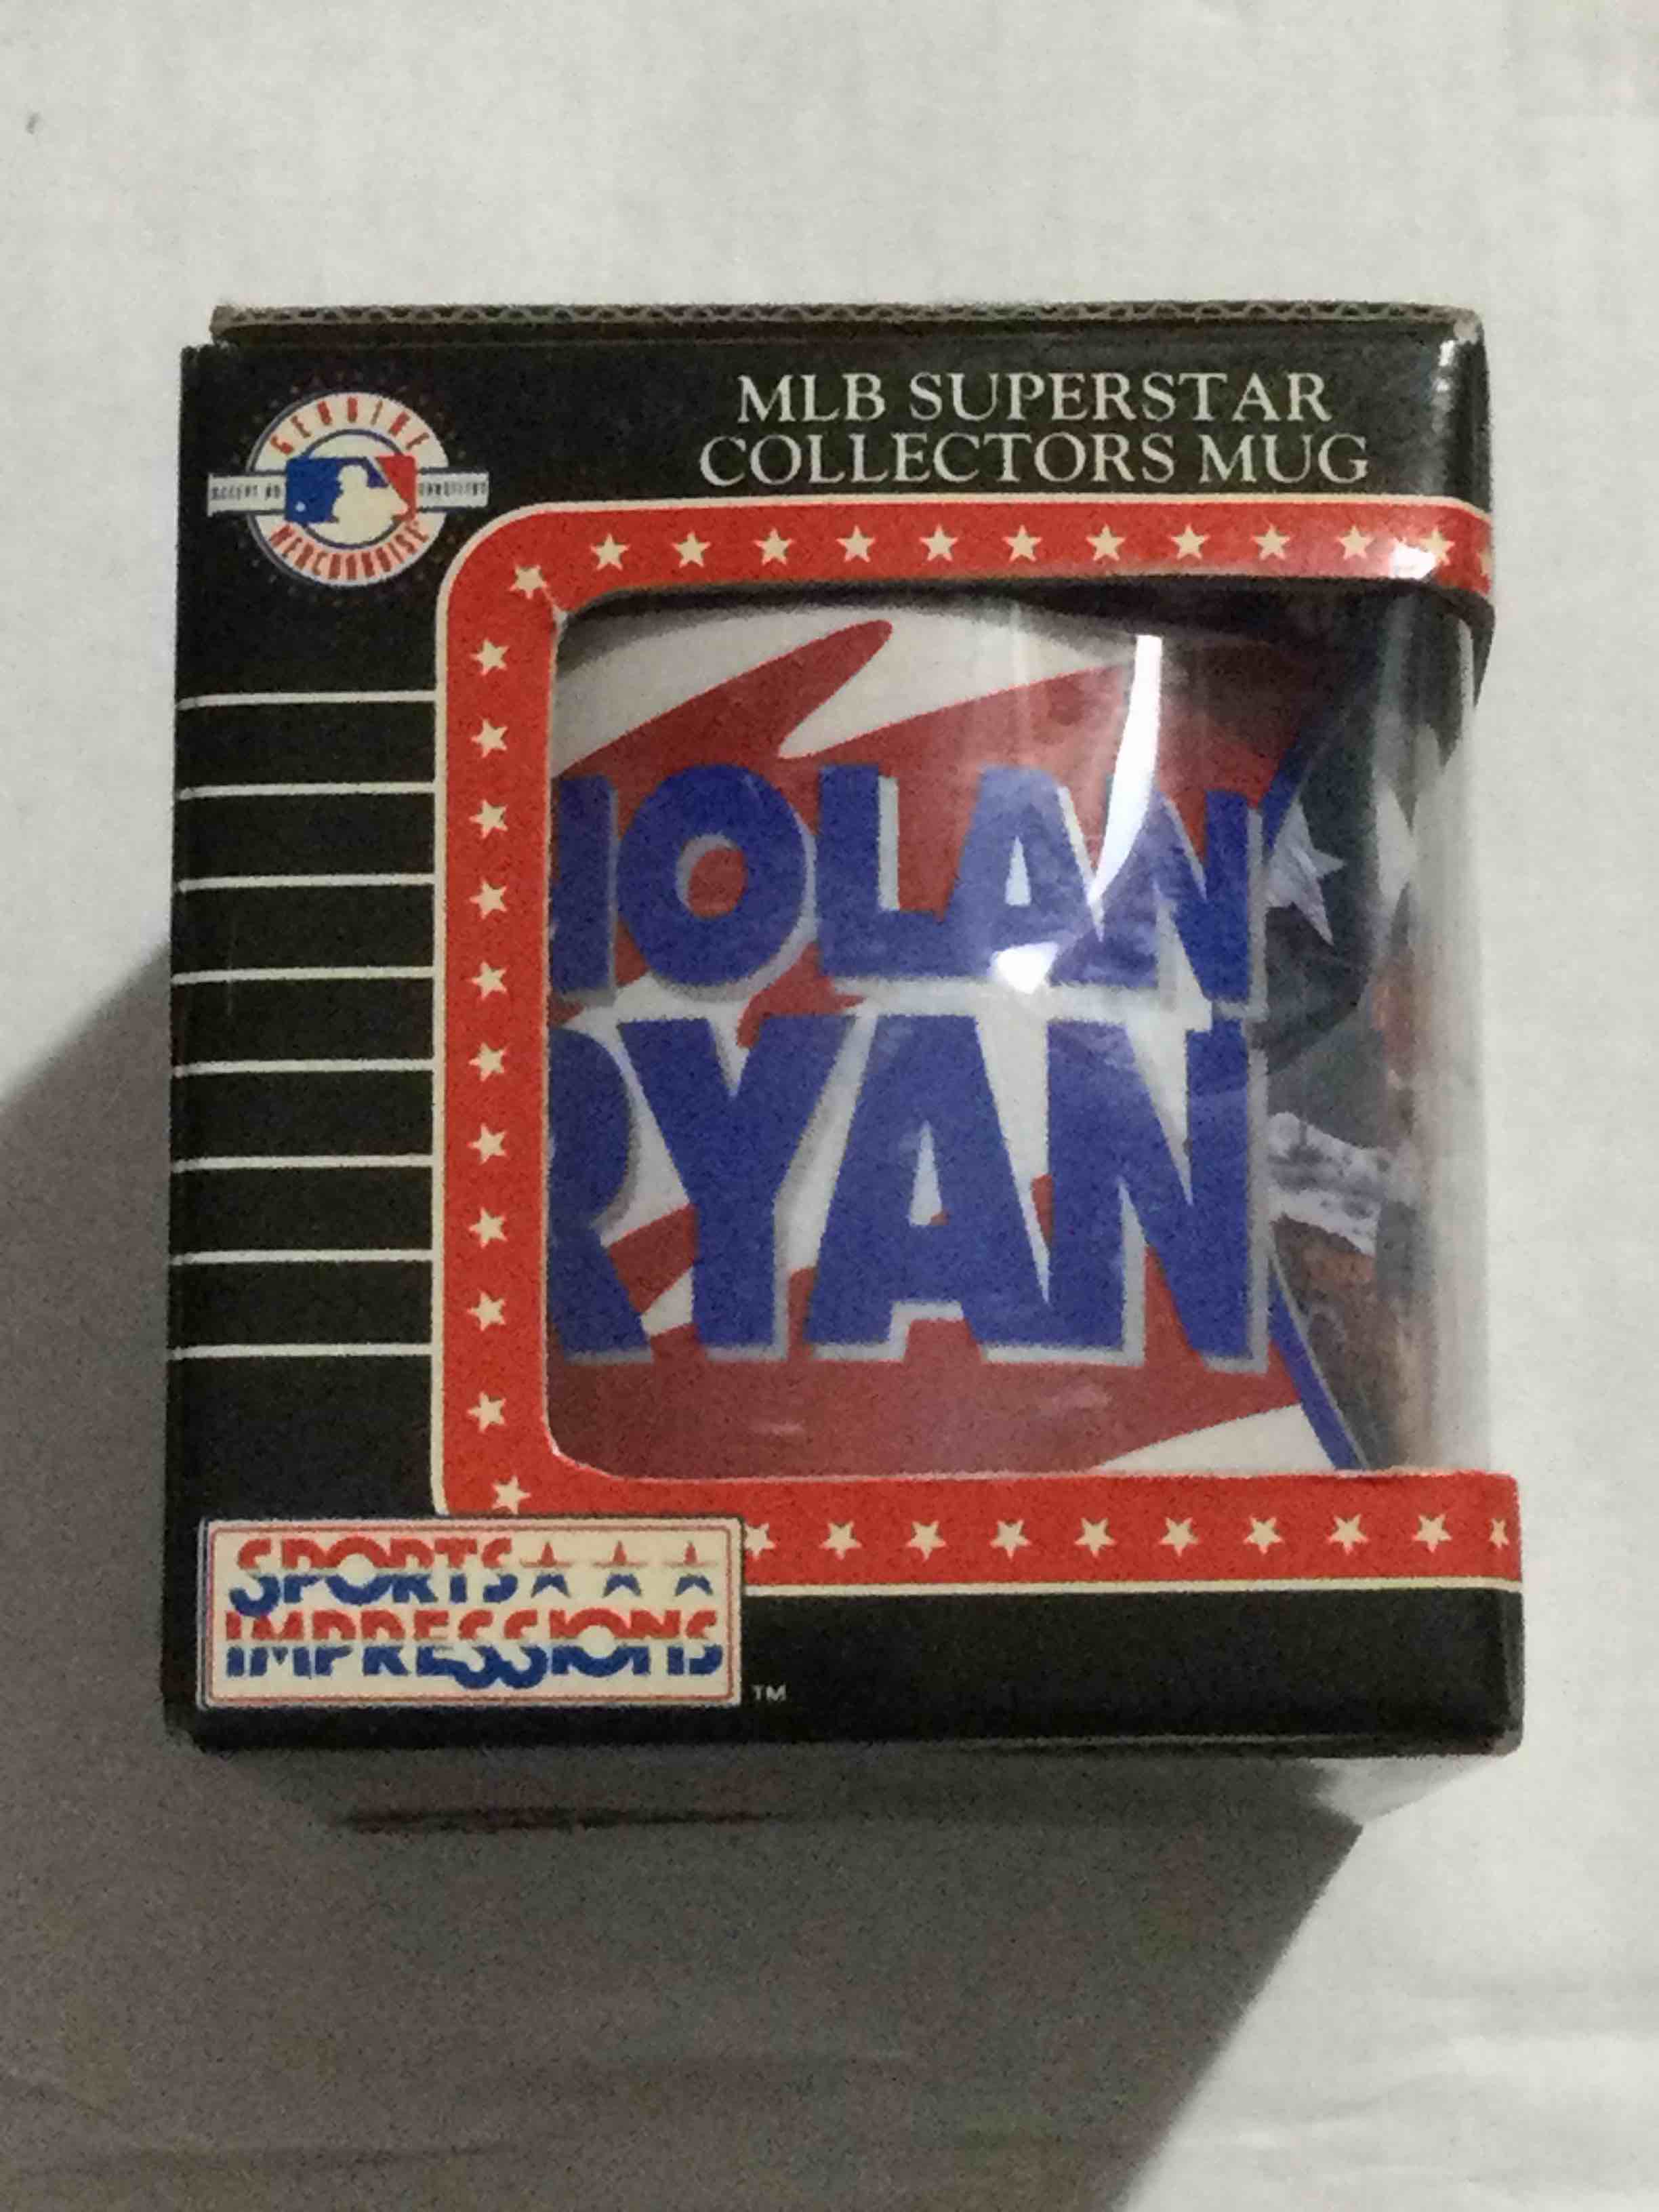 MLB SUPERSTAR
COLLECTORS MUG
GENUINE
MERCHANDISE
NOLAN
RYAN
SPORTS
IMPRESSIONS
TM